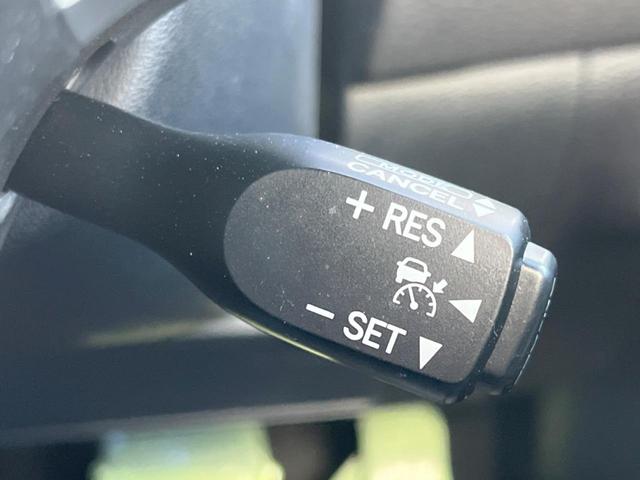 MODE
CANCEL
+ RES
- SET